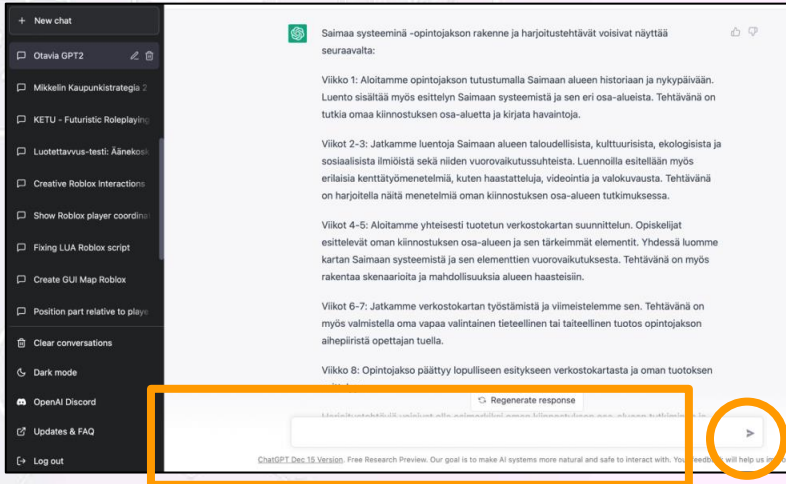 New chat
Otavia GPT2
Mikkelin Kaupunkistrategia 2
KETU - Futuristic Roleplaying
Luotettavvus-testi: Äänekosk
Creative Roblox Interactions
Show Roblox player coordinat
Fixing LUA Roblox script
Create GUI Map Roblox
Position part relative to playe
Clear conversations
Dark mode
OpenAI Discord
Updates & FAQ
Log out
Saimaa systeeminä -opintojakson rakenne ja harjoitustehtävät voisivat näyttää
seuraavalta:
Viikko 1: Aloitamme opintojakson tutustumalla Saimaan alueen historiaan ja nykypäivään.
Luento sisältää myös esittelyn Saimaan systeemistä ja sen eri osa-alueista. Tehtävänä on
tutkia omaa kiinnostuksen osa-aluetta ja kirjata havaintoja.
Viikot 2-3: Jatkamme luentoja Saimaan alueen taloudellisista, kulttuurisista, ekologisista ja
sosiaalisista ilmiöistä sekä niiden vuorovaikutussuhteista. Luennoilla esitellään myös
erilaisia kenttätyömenetelmiä, kuten haastatteluja, videointia ja valokuvausta. Tehtävänä
on harjoitella näitä menetelmiä oman kiinnostuksen osa-alueen tutkimuksessa.
Viikot 4-5: Aloitamme yhteisesti tuotetun verkostokartan suunnittelun. Opiskelijat
esittelevät oman kiinnostuksen osa-alueen ja sen tärkeimmät elementit. Yhdessä luomme
kartan Saimaan systeemistä ja sen elementtien vuorovaikutuksesta. Tehtävänä on myös
rakentaa skenaarioita ja mahdollisuuksia alueen haasteisiin.
Viikot 6-7: Jatkamme verkostokartan työstämistä ja viimeistelemme sen. Tehtävänä on
myös valmistella oma vapaa valintainen tieteellinen tai taiteellinen tuotos opintojakson
aihepiiristä opettajan tuella.
Viikko 8: Opintojakso päättyy lopulliseen esitykseen verkostokartasta ja oman tuotoksen
Regenerate response
ChatGPT Dec 15 Version. Free Research Preview. Our goal is to make AI systems more natural and safe to interact with. Your feedback will help us